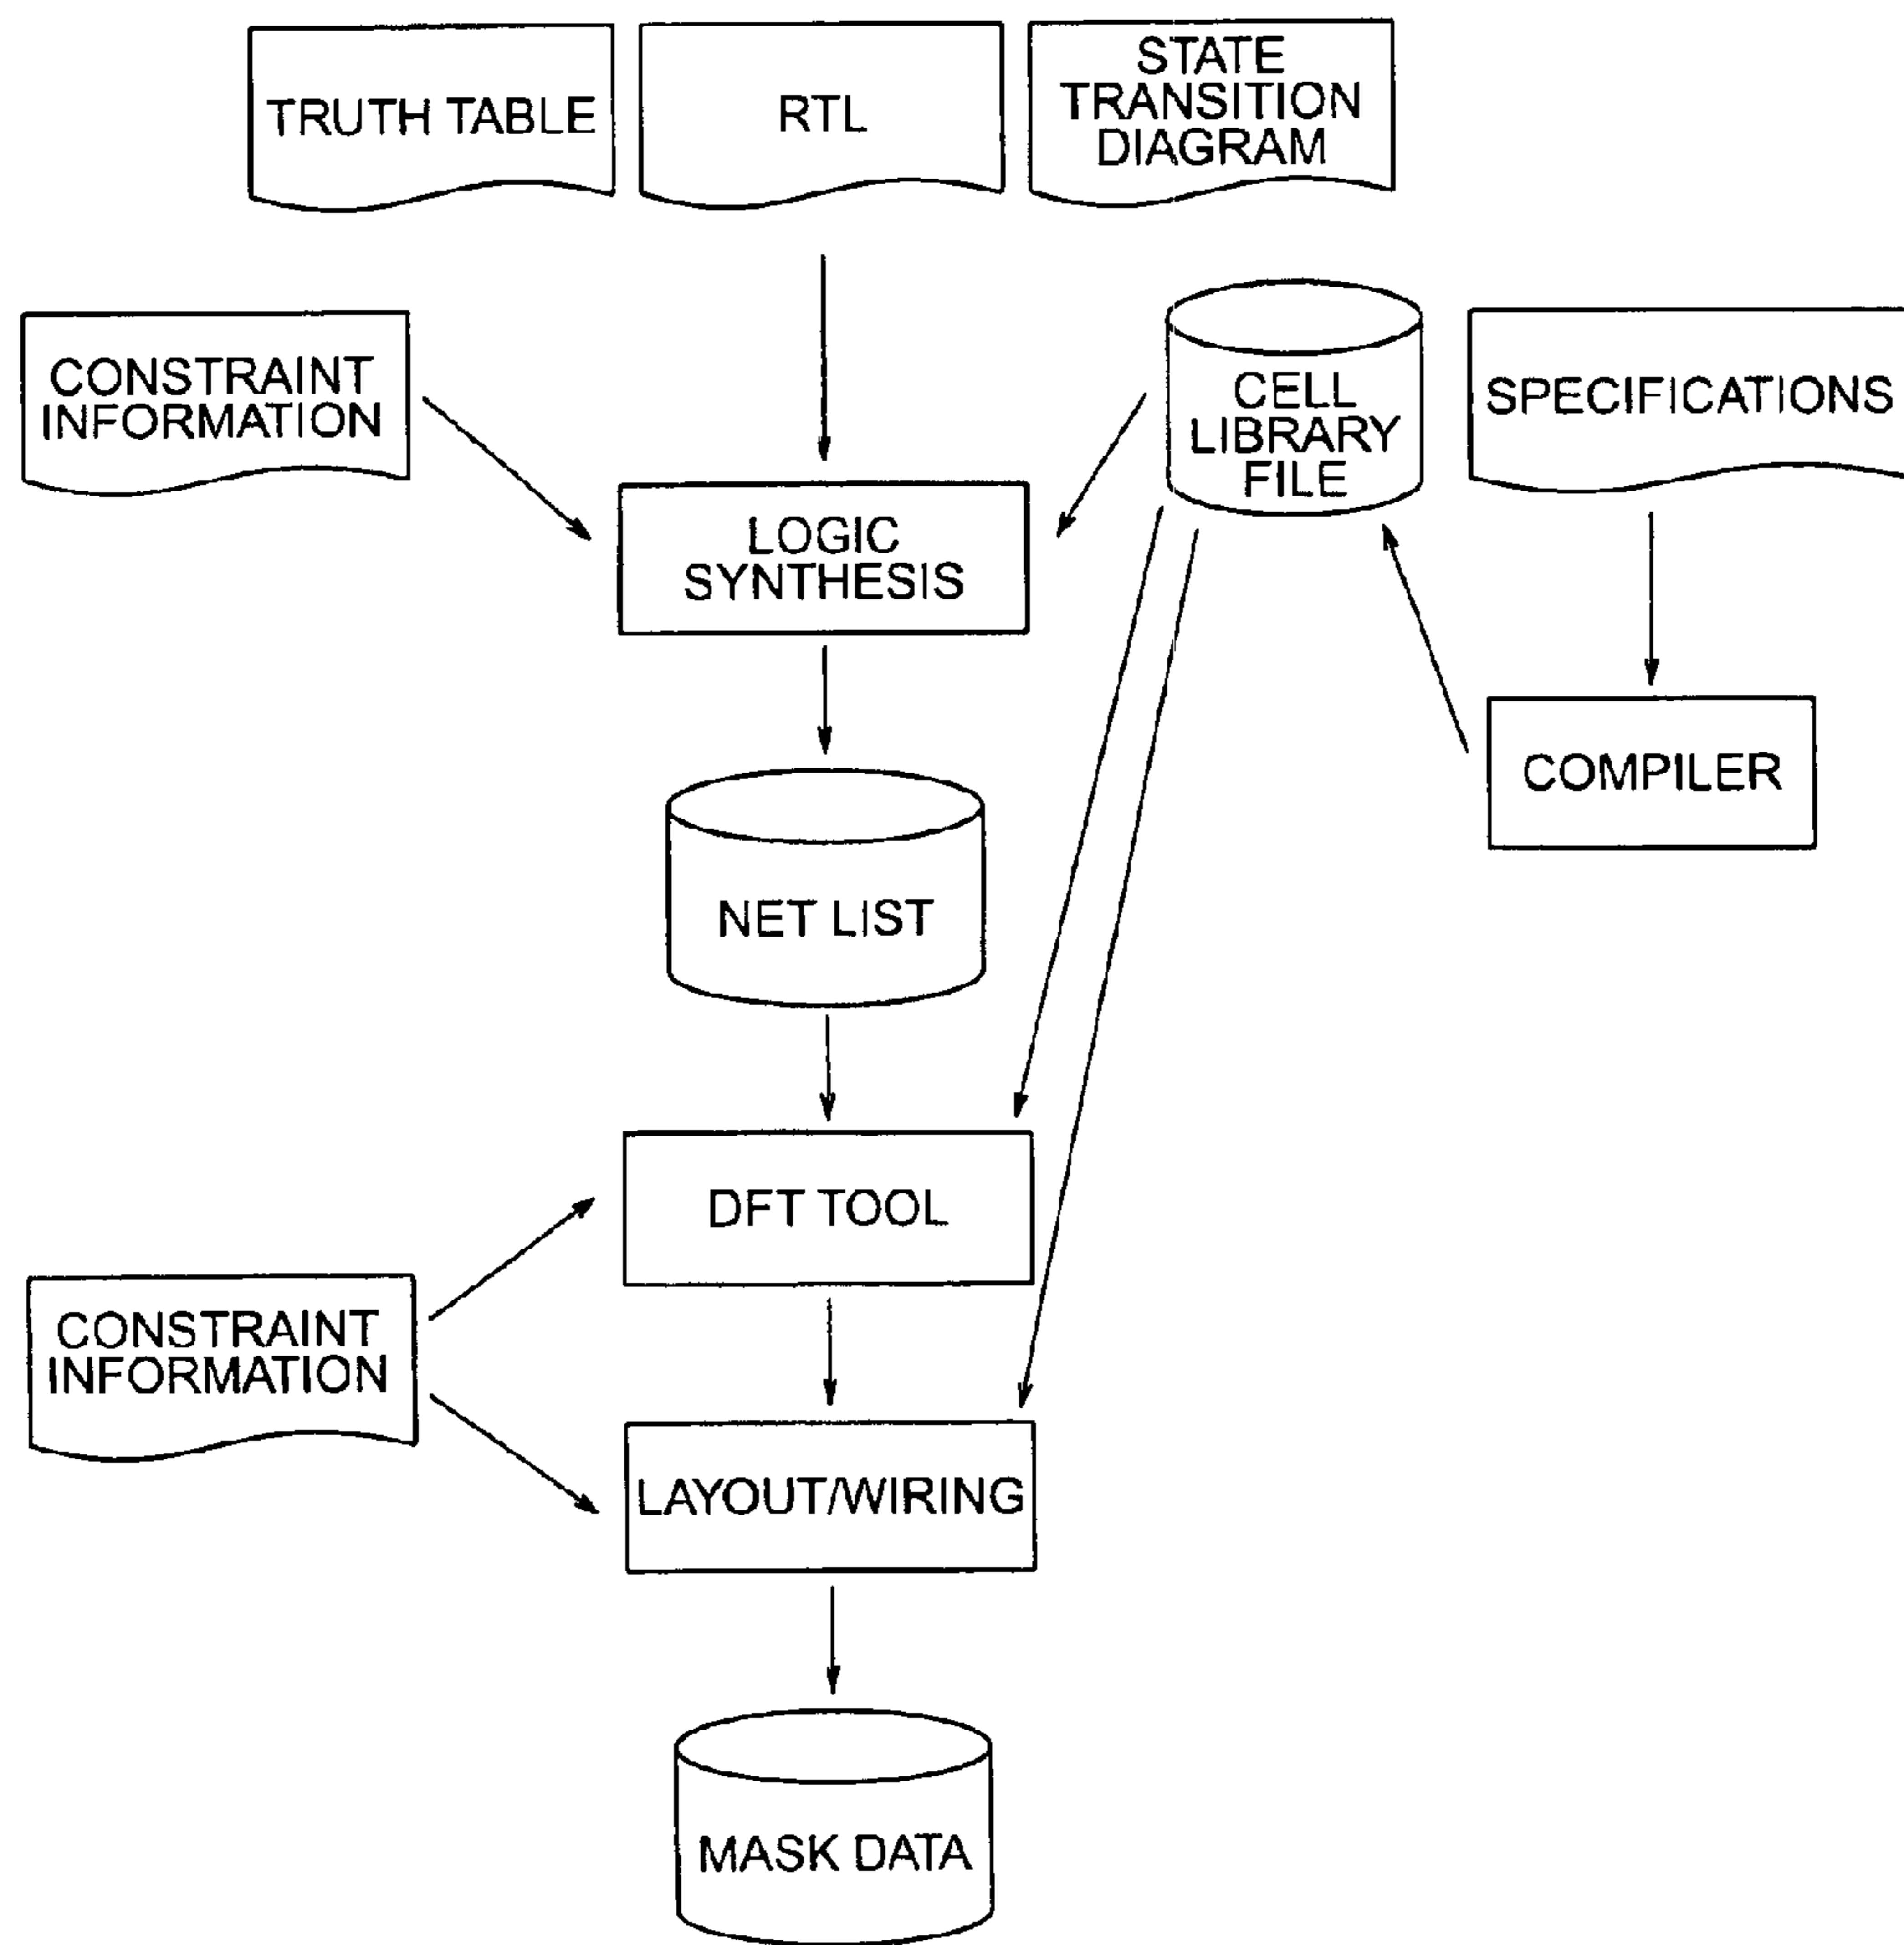 TRUTH TABLE
RTL
STATE
TRANSITION
DIAGRAM
CONSTRAINT
INFORMATION
CELL
LIBRARY
FILE
SPECIFICATIONS
LOGIC
SYNTHESIS
COMPILER
NET LIST
DFT TOOL
CONSTRAINT
INFORMATION
LAYOUT/WIRING
MASK DATA